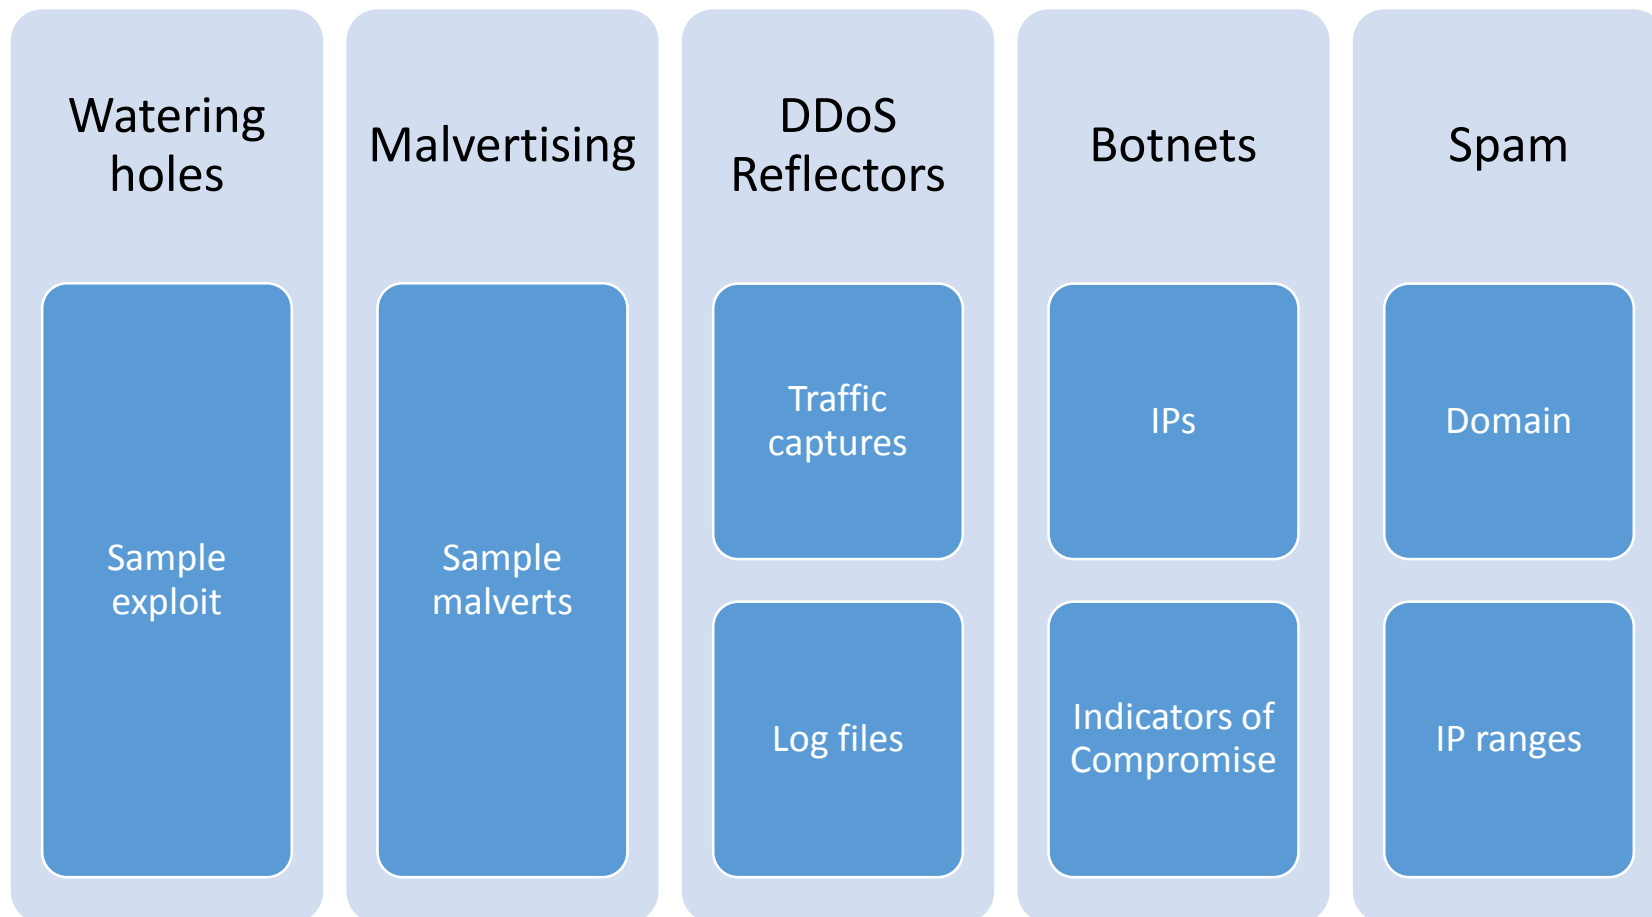 Watering
holes
Sample
exploit
Malvertising
Sample
malverts
DDoS
Reflectors
Traffic
captures
Log files
Botnets
IPs
Indicators of
Compromise
Spam
Domain
IP ranges